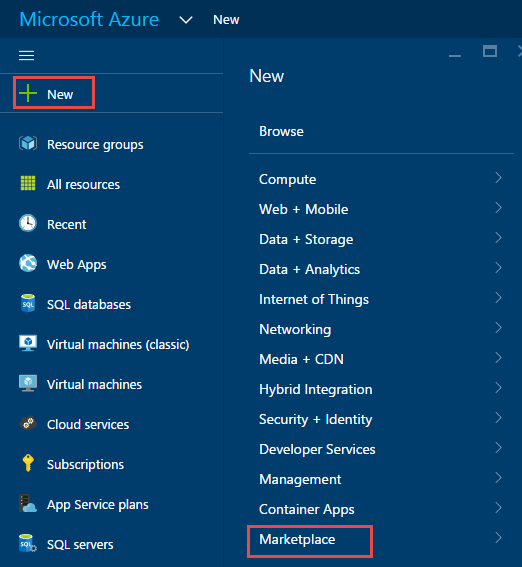 Microsoft Azure New
New
Resource groups
All resources
Recent
Web Apps
SQL databases
Virtual machines (classic)
Virtual machines
Cloud services
Subscriptions
App Service plans
SQL servers
New
Browse
Compute
Web + Mobile
Data + Storage
Data + Analytics
Internet of Things
Networking
Media + CDN
Hybrid Integration
Security + Identity
Developer Services
Management
Container Apps
Marketplace